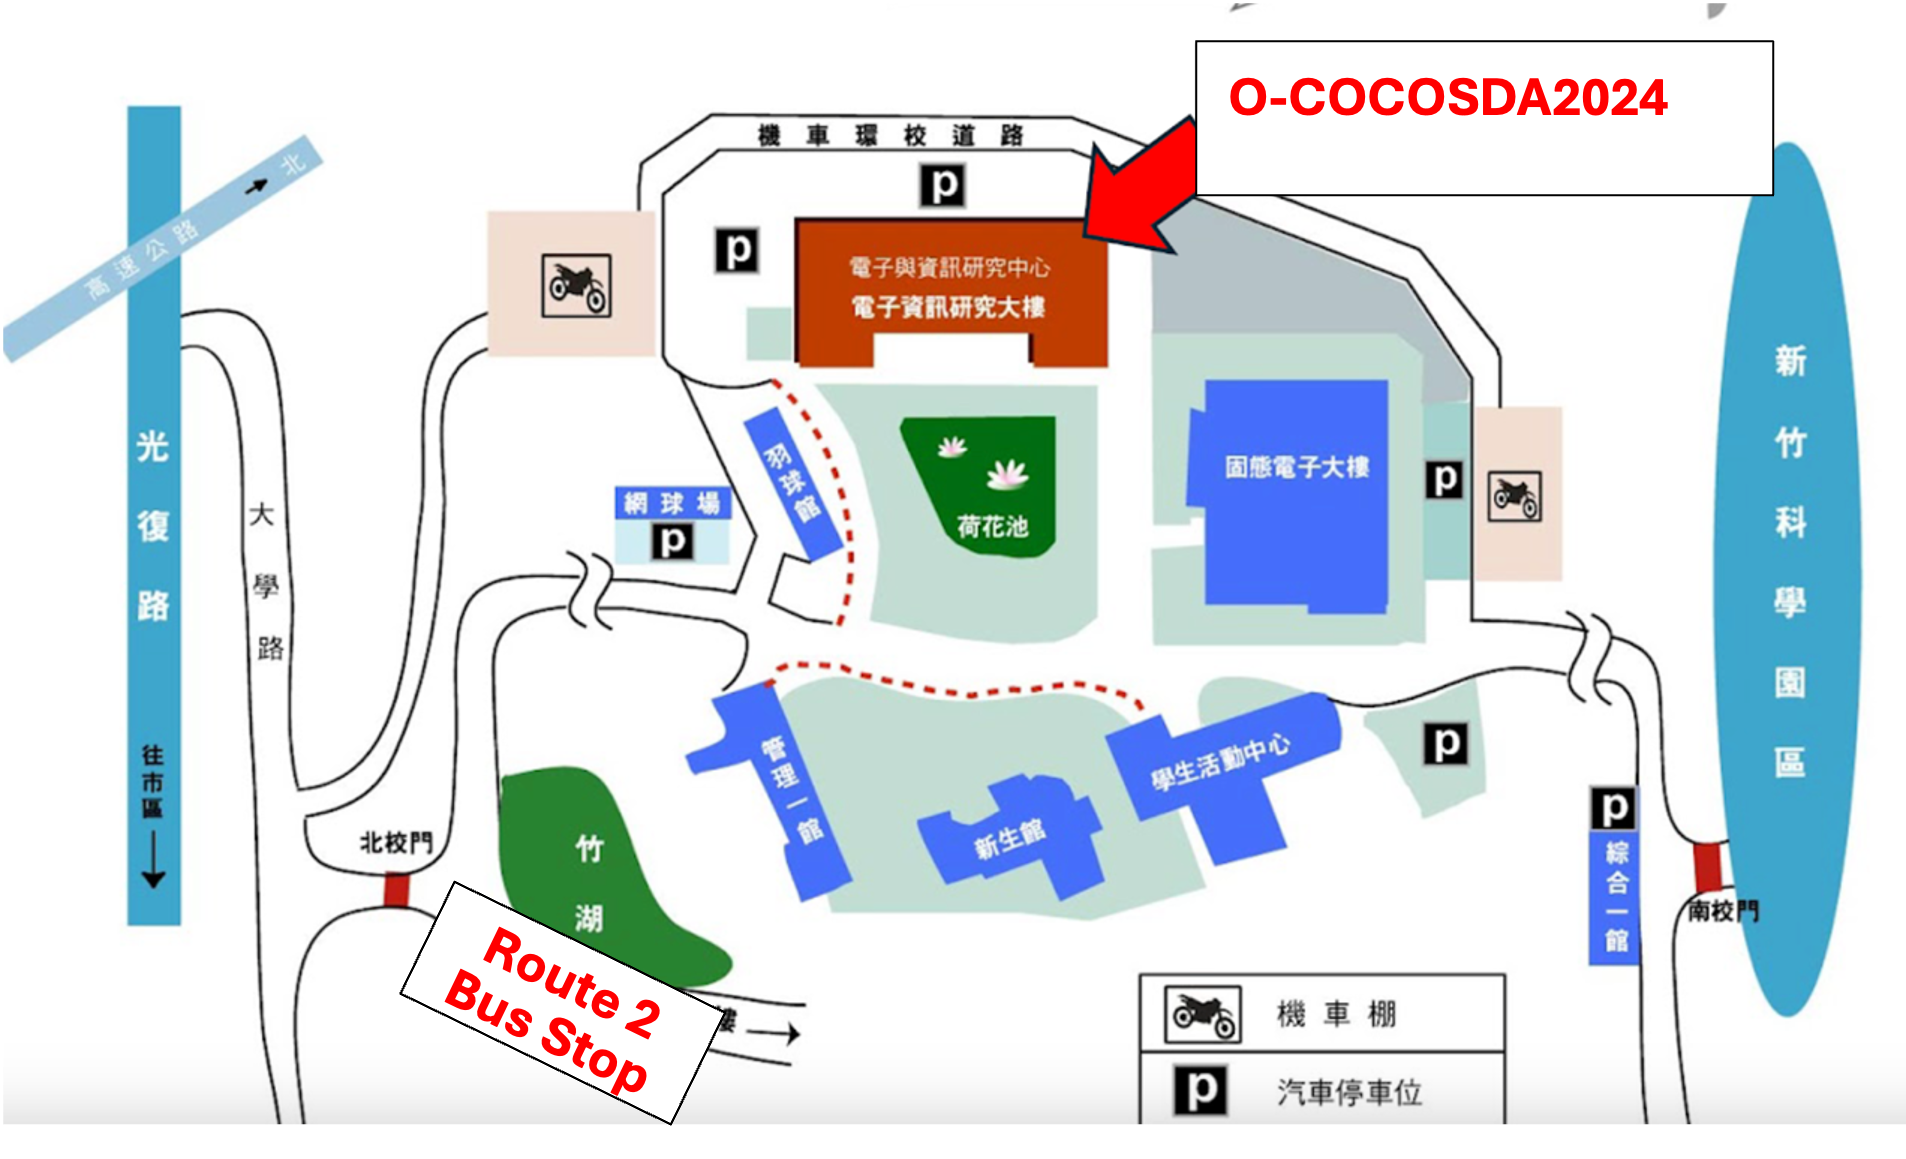 O-COCOSDA2024
機車環校道路
P
P
北
高速公路
電子與資訊研究中心
電子資訊研究大樓
光復路
往市區
大學路
網球場
P
羽球館
荷花池
固態電子大樓
P
新竹科學園區
管理一館
新生館
學生活動中心
P
P
綜合一館
北校門
南校門
竹湖
Route 2
Bus Stop
樓
機車棚
P
汽車停車位